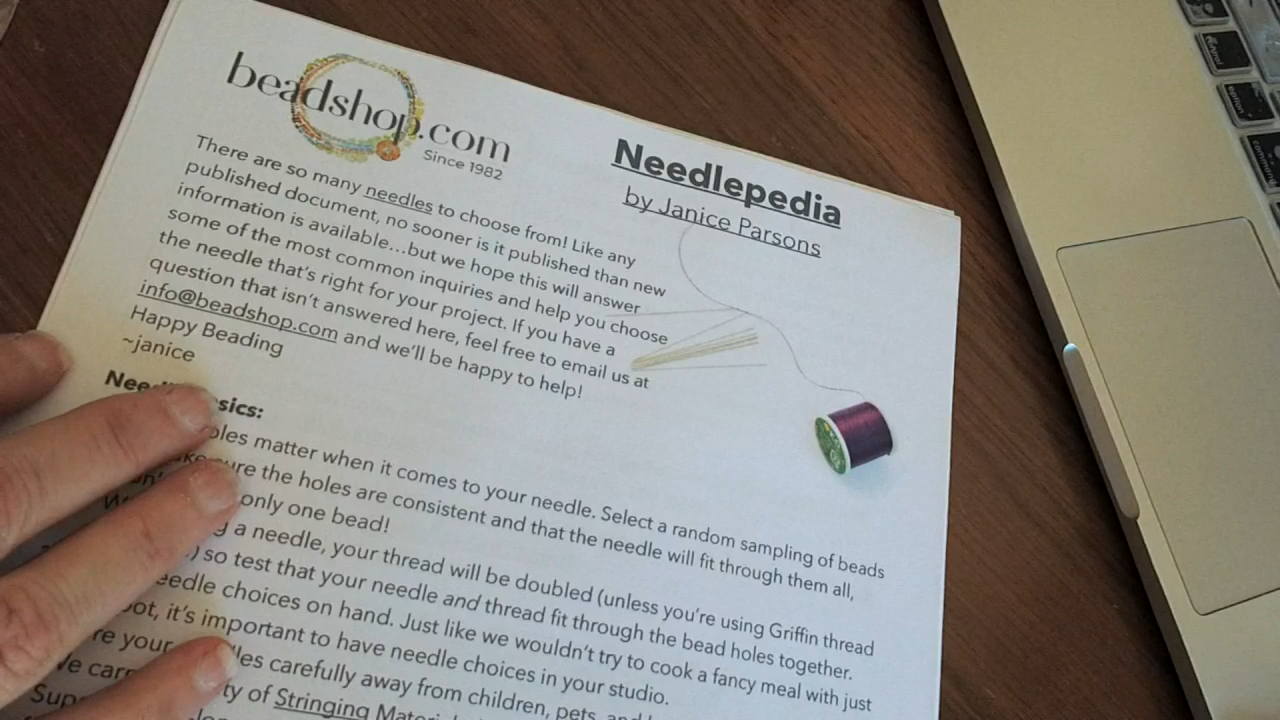 beadshop.com
Since 1982
Needlepedia
by Janice Parsons
There are so many needles to choose from! Like any
published document, no sooner is it published than new
information is available...but we hope this will answer
some of the most common inquiries and help you choose
the needle that's right for your project. If you have a
question that isn't answered here, feel free to email us at
info@beadshop.com and we'll be happy to help!
Happy Beading
~janice
matter when it comes to your needle. Select a random sampling of beads
sure the holes are consistent and that the needle will fit through them all,
only one bead!
a needle, your thread will be doubled (unless you're using Griffin thread
) so test that your needle and thread fit through the bead holes together.
choices on hand. Just like we wouldn't try to cook a fancy meal with just
it's important to have needle choices in your studio.
your carefully away from children, pets,
of Stringing
control
option
command